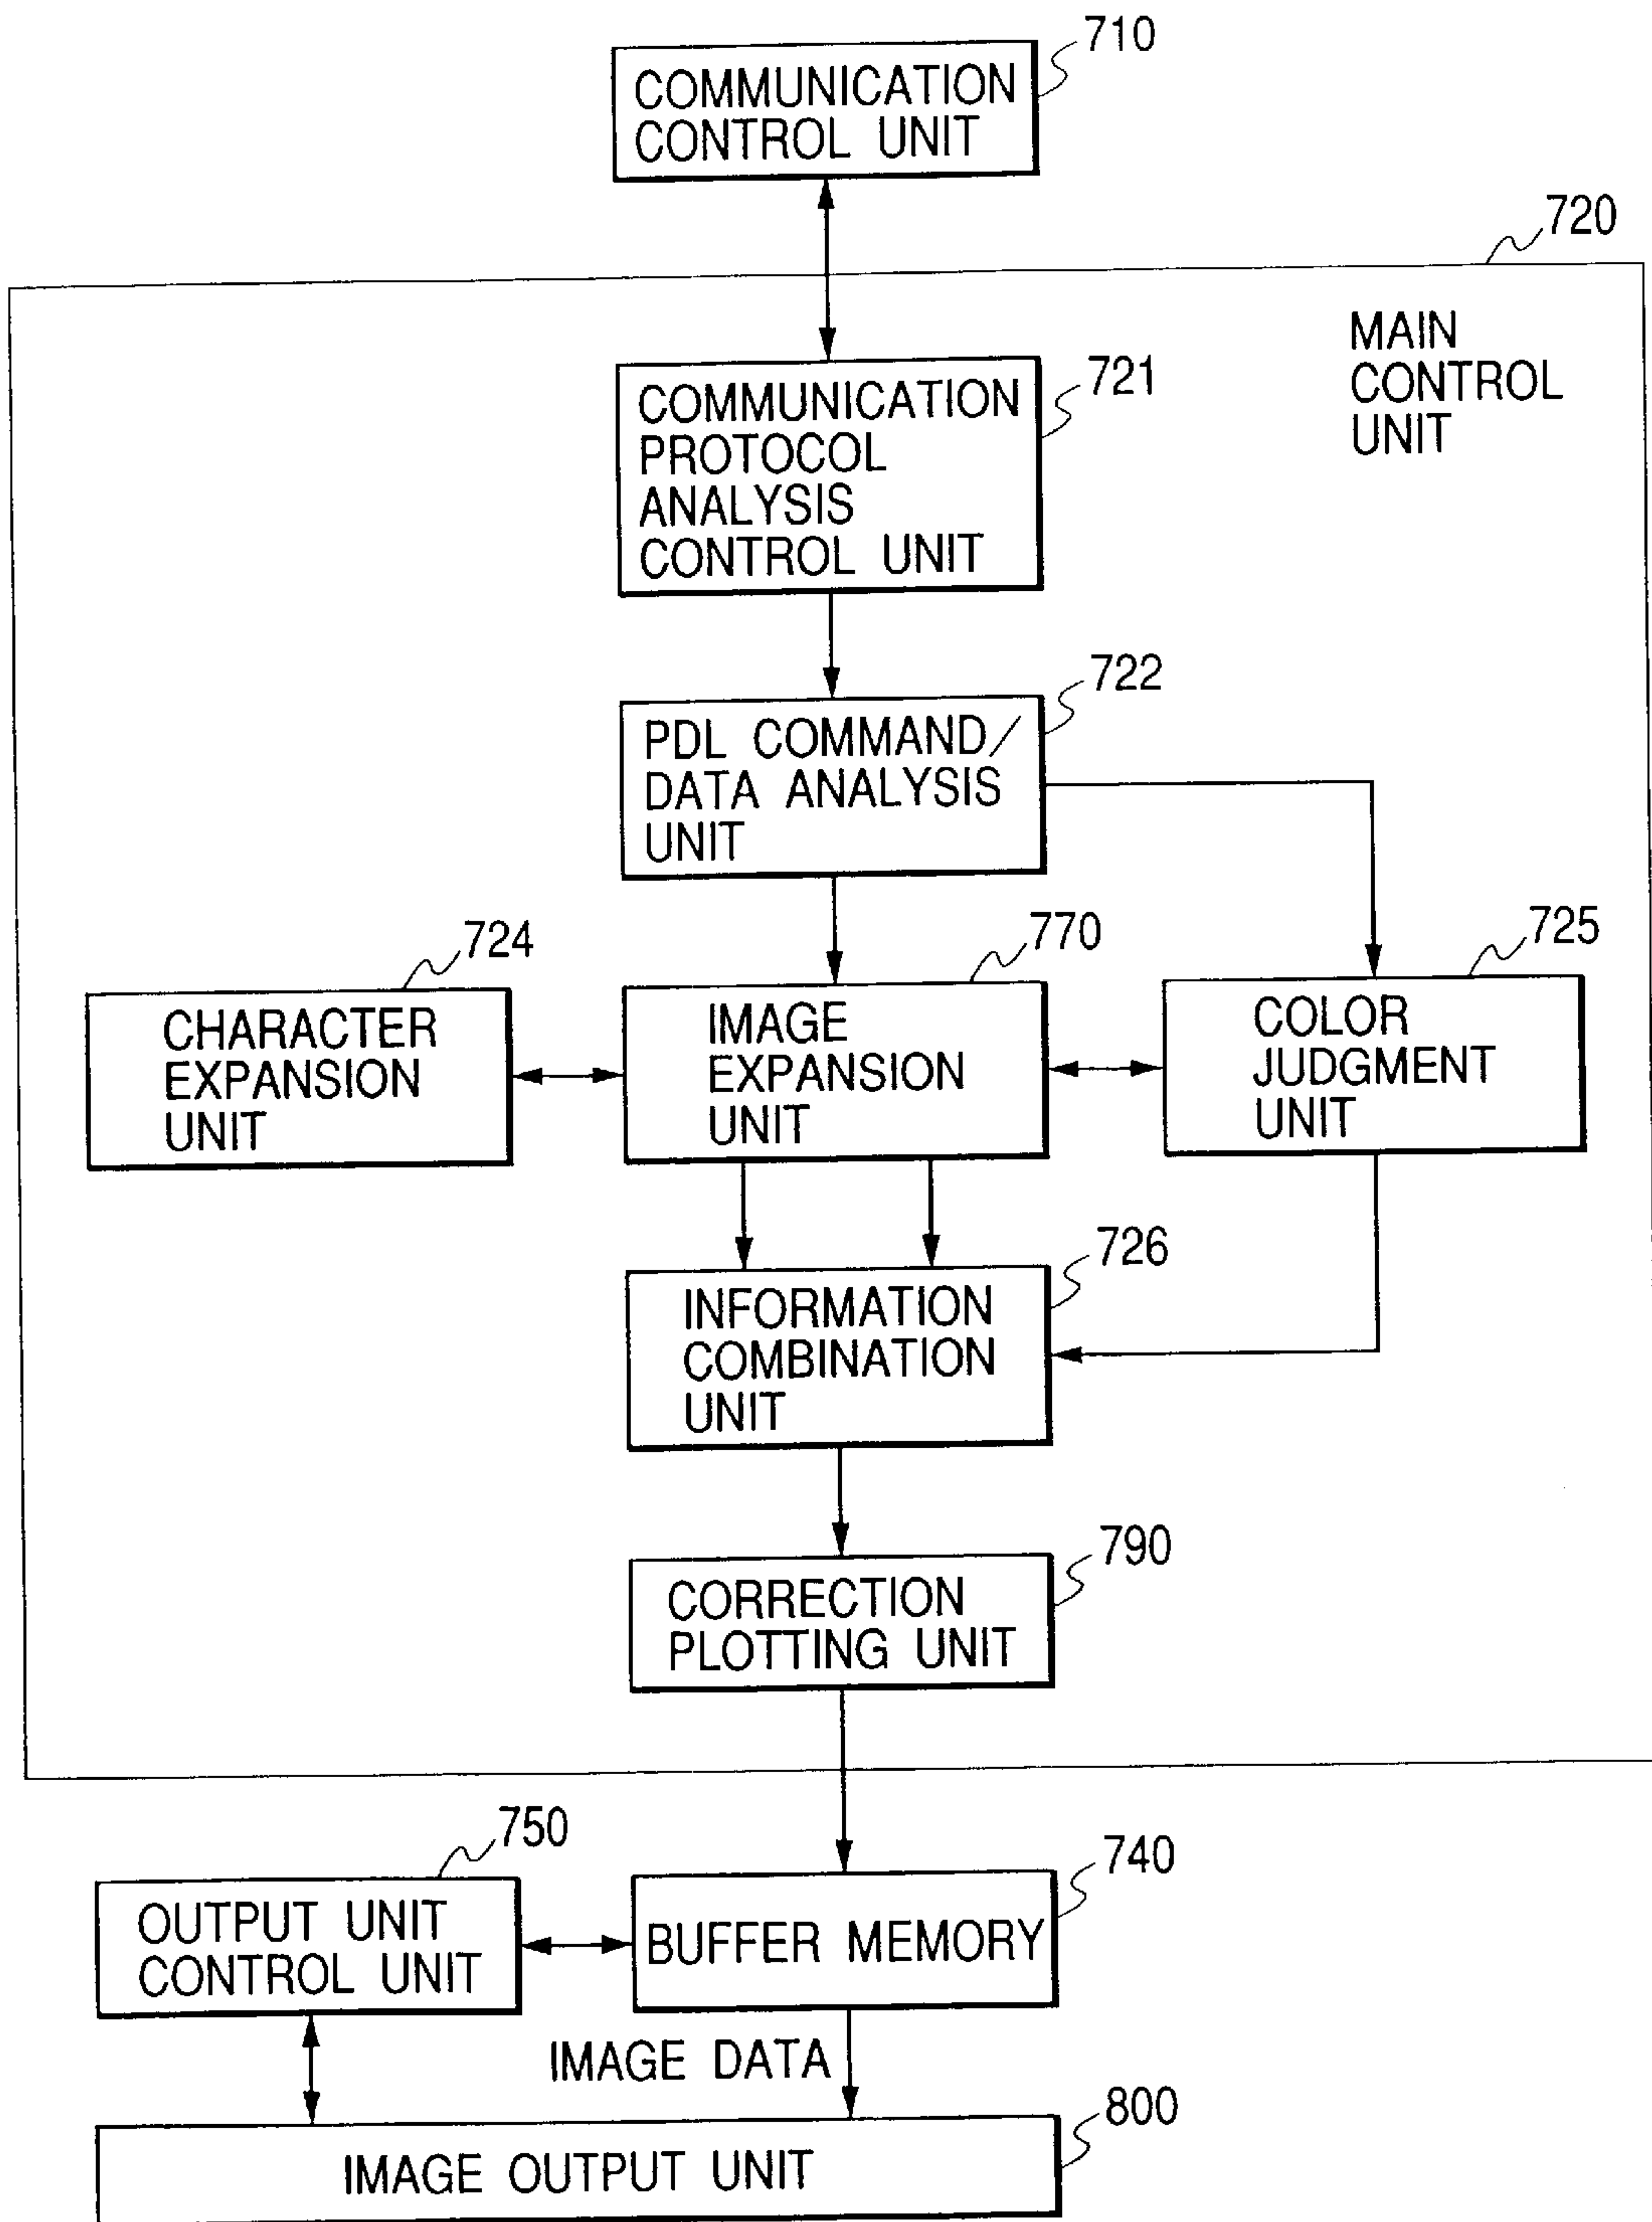 710
COMMUNICATION
CONTROL UNIT
720
MAIN
CONTROL
UNIT
721
COMMUNICATION
PROTOCOL
ANALYSIS
CONTROL UNIT
722
PDL COMMAND/
DATA ANALYSIS
UNIT
724
CHARACTER
EXPANSION
UNIT
770
IMAGE
EXPANSION
UNIT
725
COLOR
JUDGMENT
UNIT
726
INFORMATION
COMBINATION
UNIT
790
CORRECTION
PLOTTING UNIT
750
OUTPUT UNIT
CONTROL UNIT
740
BUFFER MEMORY
IMAGE DATA
800
IMAGE OUTPUT UNIT